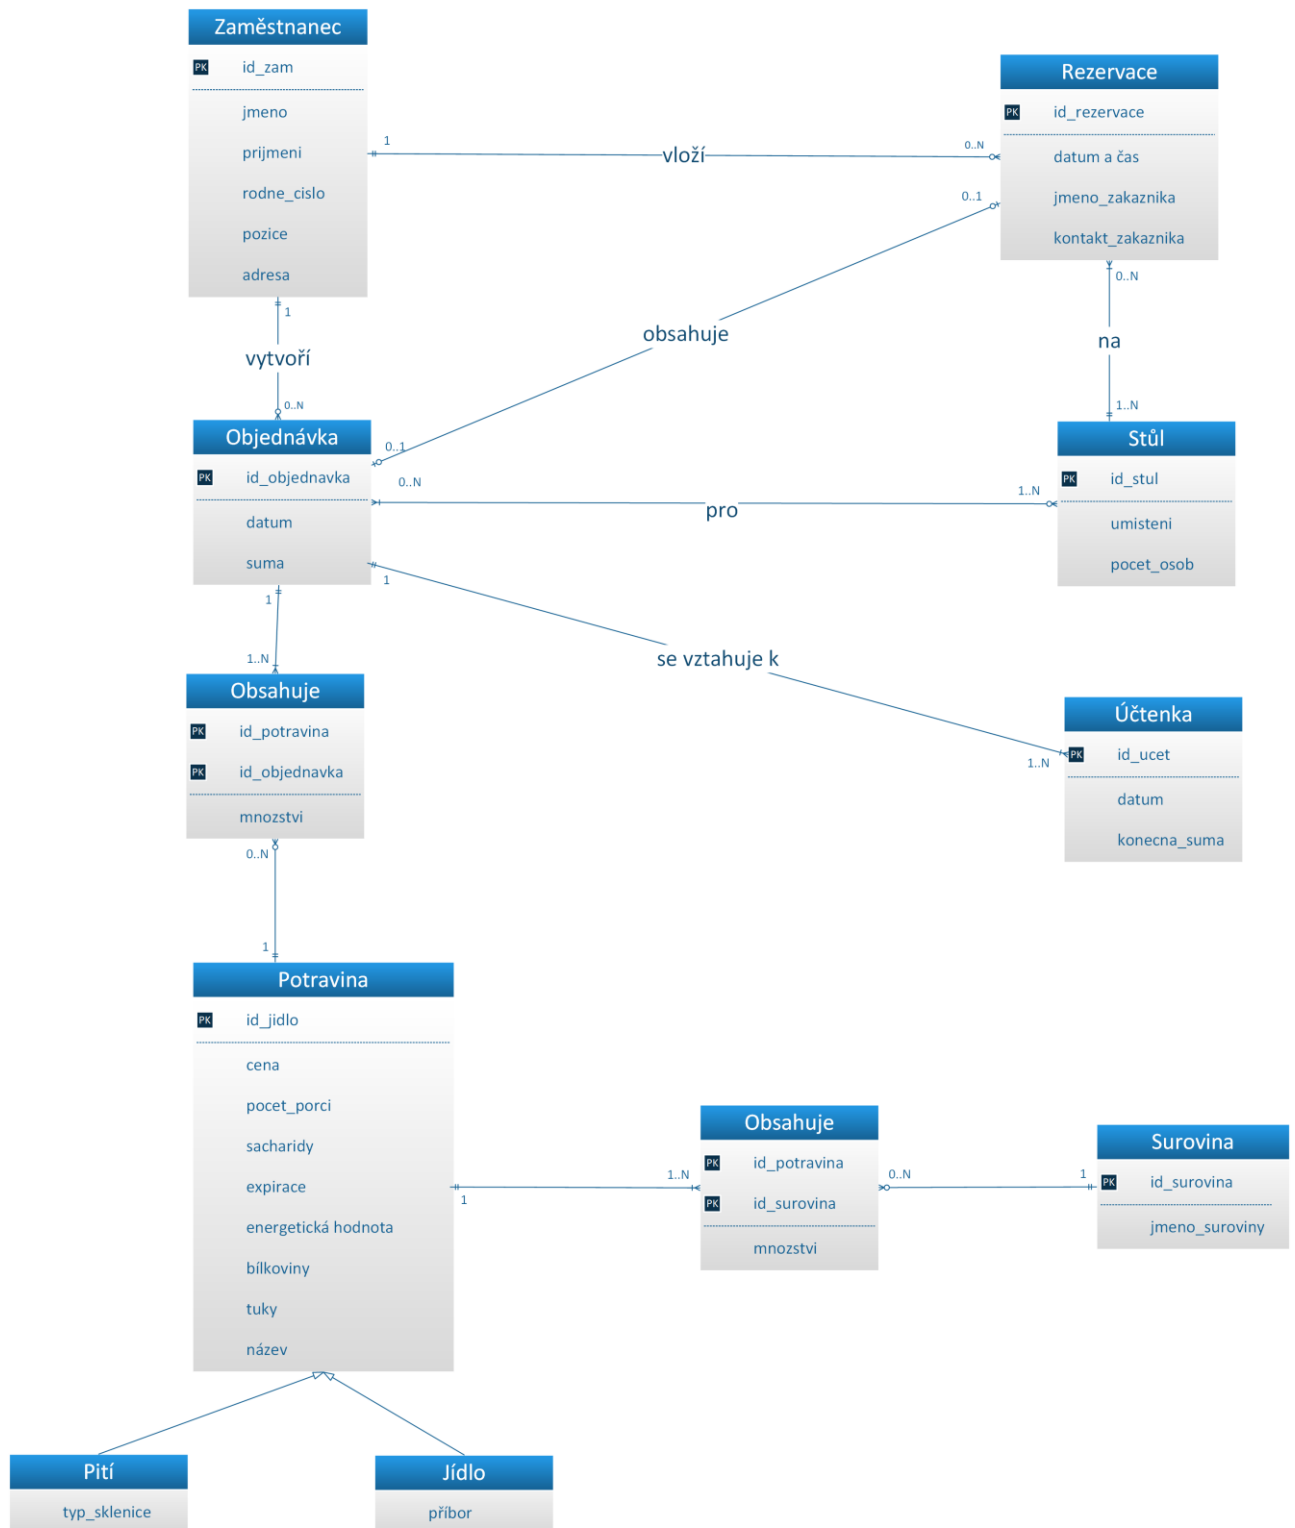 Zaměstnanec
PK id_zam
jmeno
prijmeni
rodne_cislo
pozice
adresa
Rezervace
PK id_rezervace
datum a čas
jmeno_zakaznika
kontakt_zakaznika
1
vloží
0..N
0..1
obsahuje
0..1
0..N
na
1..N
1
vytvoří
0..N
Objednávka
PK id_objednavka
datum
suma
Stůl
PK id_stul
umisteni
pocet_osob
0..N
pro
1..N
1
se vztahuje k
1..N
Účtenka
PK id_ucet
datum
konecna_suma
1
1..N
Obsahuje
PK id_potravina
PK id_objednavka
mnozstvi
0..N
1
Potravina
PK id_jidlo
cena
pocet_porci
sacharidy
expirace
energetická hodnota
bílkoviny
tuky
název
1
1..N
Obsahuje
PK id_potravina
PK id_surovina
mnozstvi
0..N
1
Surovina
PK id_surovina
jmeno_suroviny
Pití
typ_sklenice
Jídlo
příbor